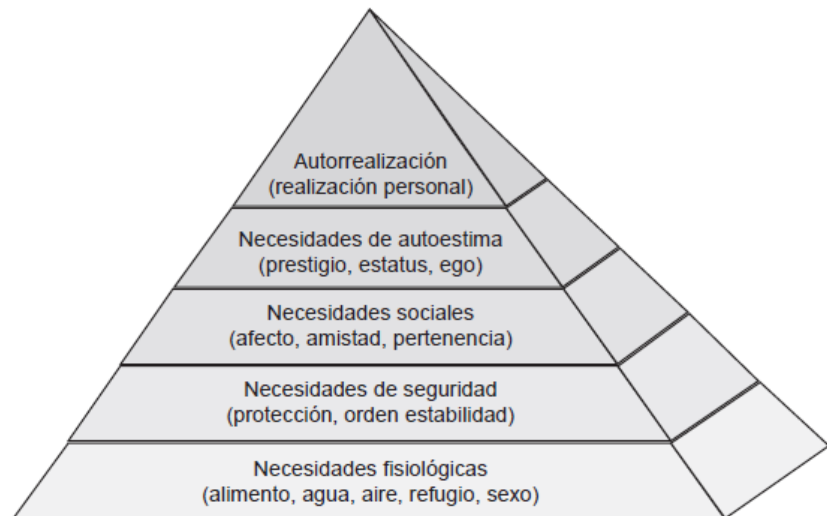 Autorrealización
(realización personal)
Necesidades de autoestima
(prestigio, estatus, ego)
Necesidades sociales
(afecto, amistad, pertenencia)
Necesidades de seguridad
(protección, orden estabilidad)
Necesidades fisiológicas
(alimento, agua, aire, refugio, sexo)